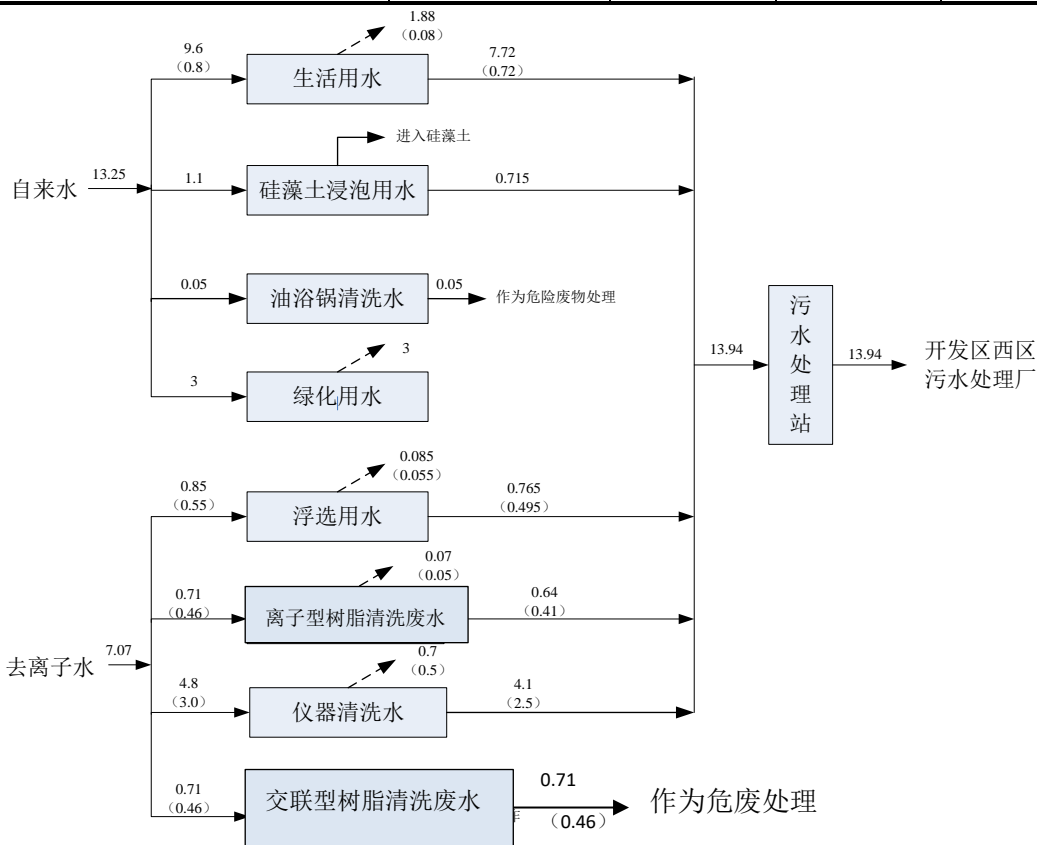 1.88
（0.08）
9.6
（0.8）
生活用水
7.72
（0.72）
进入硅藻土
自来水
13.25
1.1
硅藻土浸泡用水
0.715
0.05
油浴锅清洗水
0.05
作为危险废物处理
3
3
绿化用水
13.94
污水处理站
13.94
开发区西区
污水处理厂
0.085
（0.055）
0.85
（0.55）
浮选用水
0.765
（0.495）
0.07
（0.05）
0.71
（0.46）
离子型树脂清洗废水
0.64
（0.41）
去离子水
7.07
0.7
（0.5）
4.8
（3.0）
仪器清洗水
4.1
（2.5）
0.71
（0.46）
交联型树脂清洗废水
0.71
（0.46）
作为危废处理